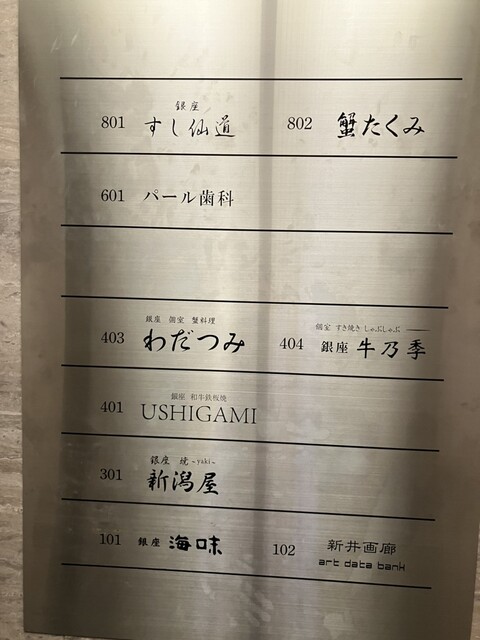 銀座
801 すし仙道 802 蟹たくみ
601 パール歯科
銀座 個室 蟹料理
403 わだつみ
個室 すき焼き しゃぶしゃぶ
404 銀座 牛乃季
銀座 和牛鉄板焼
401 USHIGAMI
銀座 焼~yaki~
301 新潟屋
101 銀座 海味 102 新井画廊
art data bank